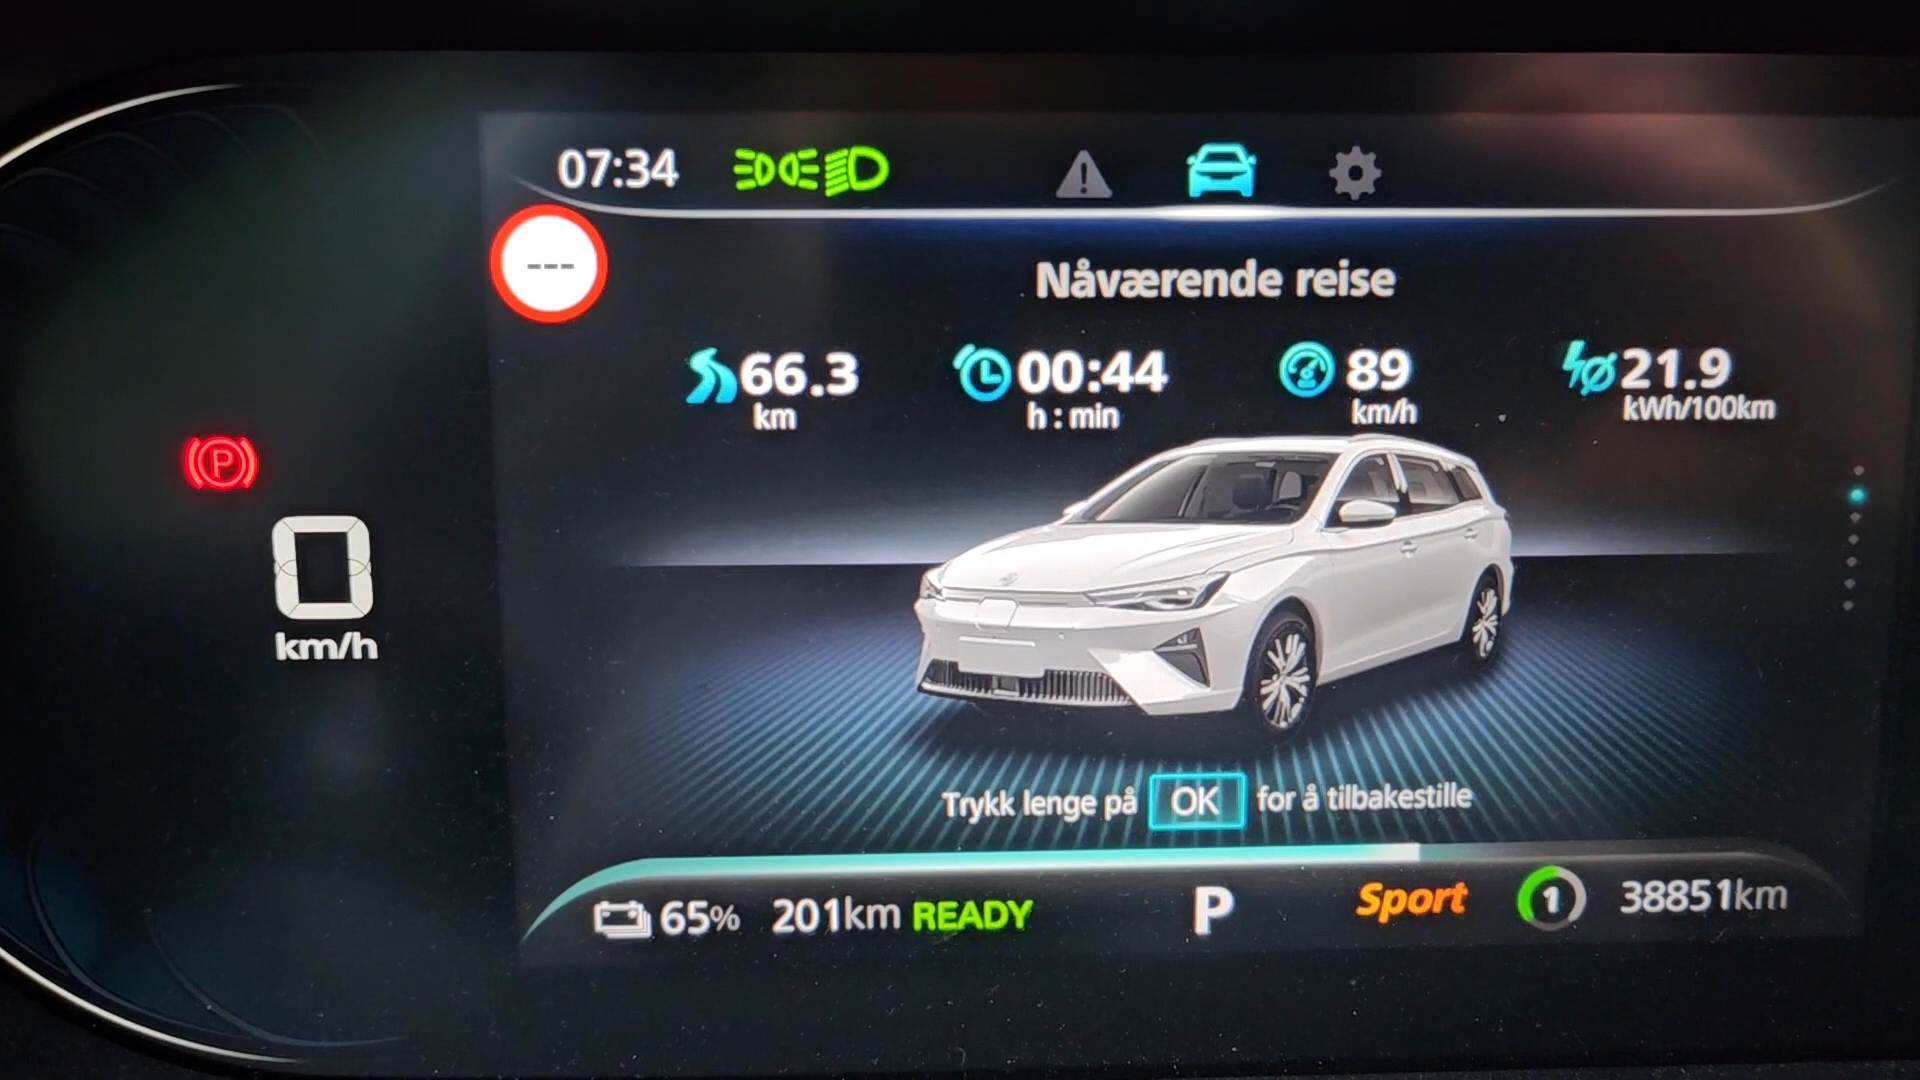 07:34
---
Nåværende reise
66.3 km
00:44 h : min
89 km/h
21.9 kWh/100km
P
0
km/h
Trykk lenge på OK for å tilbakestille
65% 201km READY P Sport 1 38851km